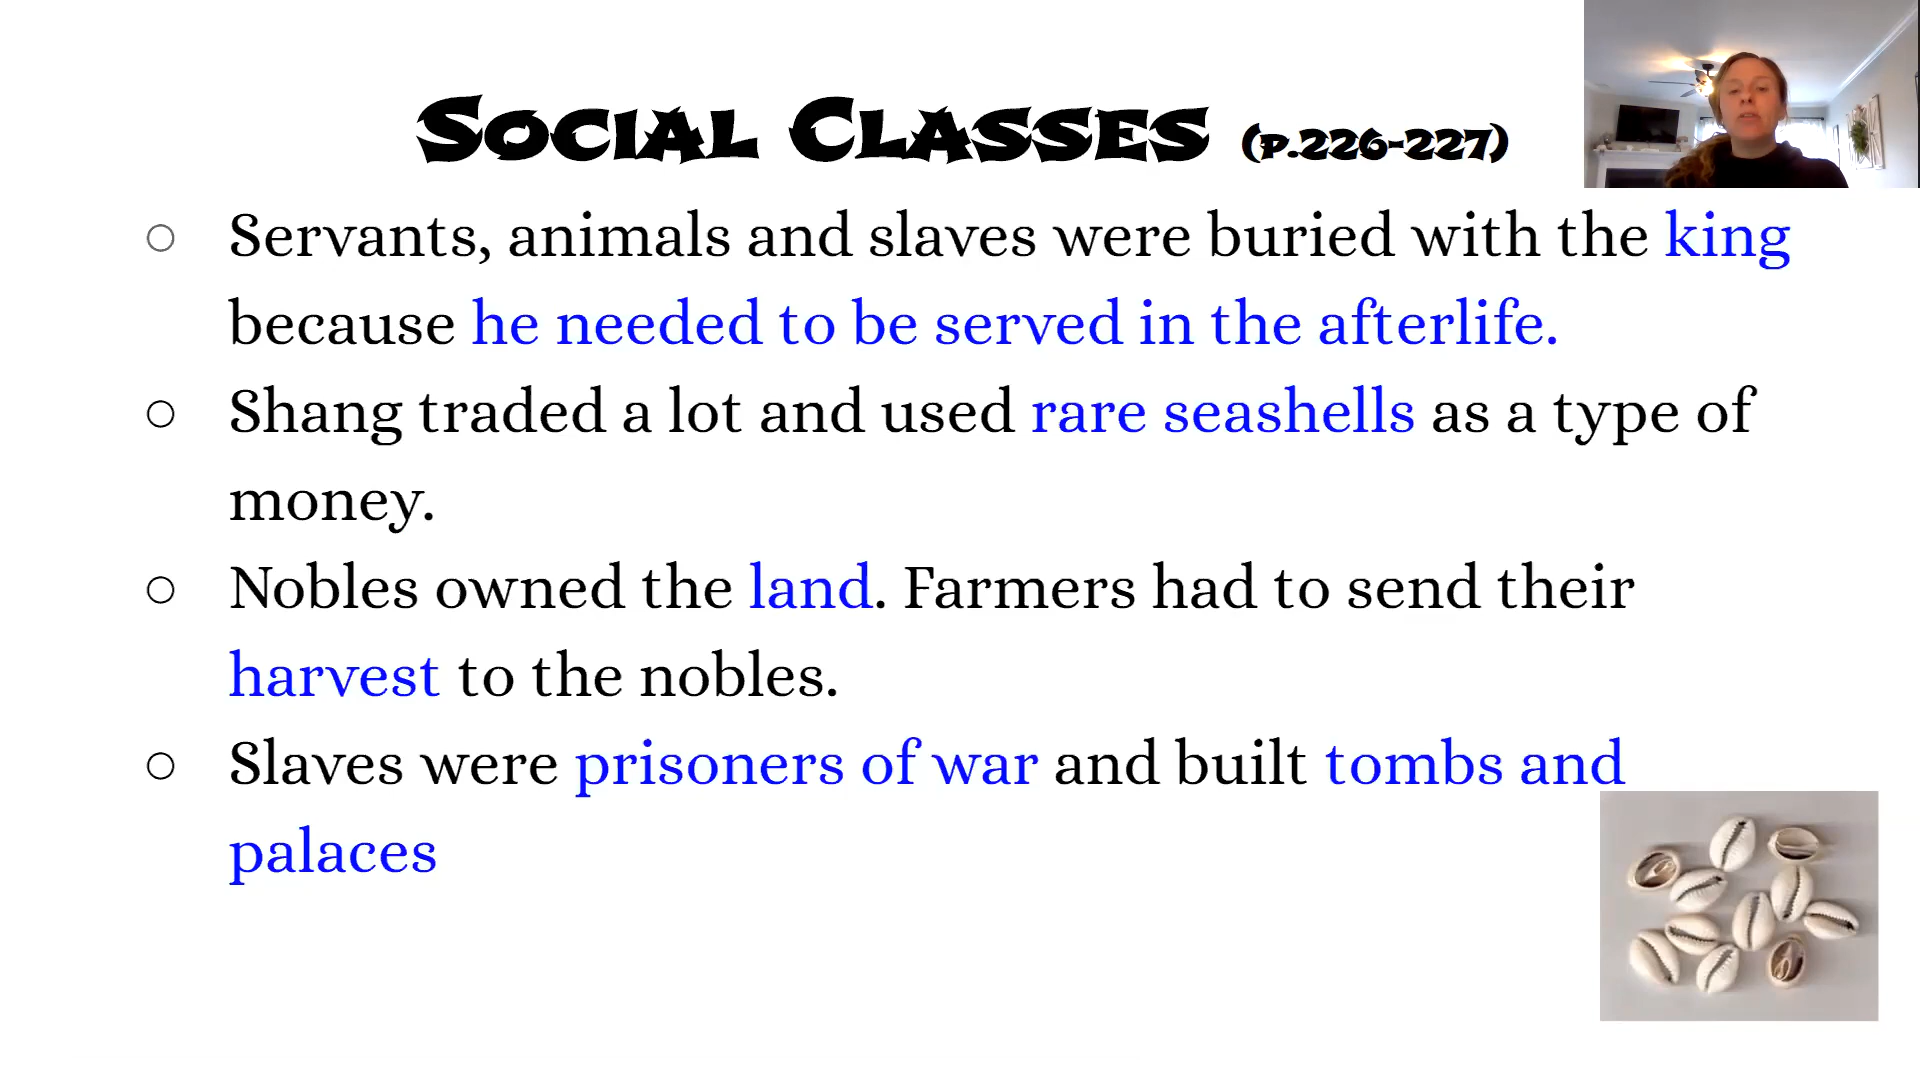 Social Classes (p.226-227)
○ Servants, animals and slaves were buried with the king
because he needed to be served in the afterlife.
○ Shang traded a lot and used rare seashells as a type of
money.
○ Nobles owned the land. Farmers had to send their
harvest to the nobles.
○ Slaves were prisoners of war and built tombs and
palaces